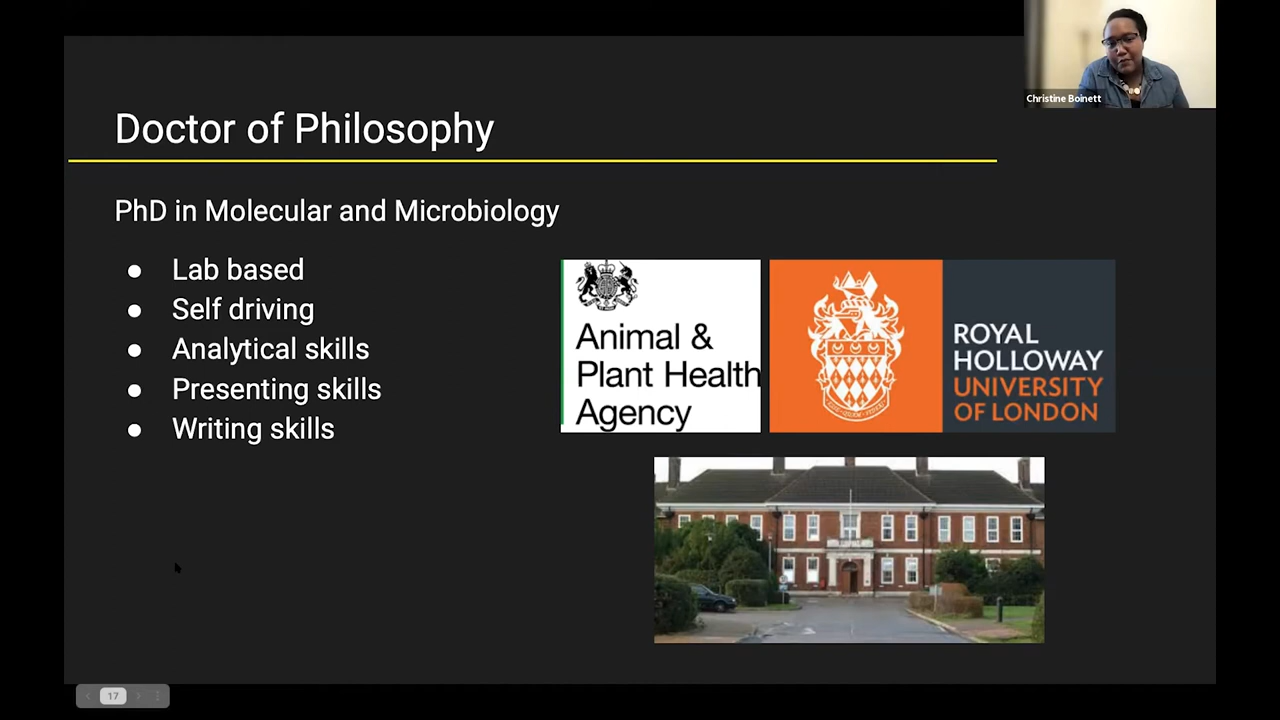 Christine Boinett
Doctor of Philosophy
PhD in Molecular and Microbiology
● Lab based
● Self driving
● Analytical skills
● Presenting skills
● Writing skills
Animal &
Plant Health
Agency
ROYAL
HOLLOWAY
UNIVERSITY
OF LONDON
17